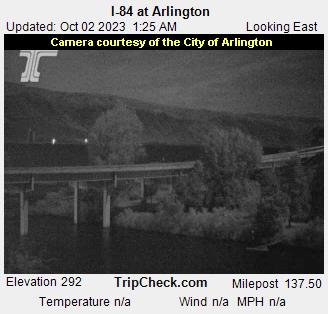 I-84 at Arlington
Updated: Oct 02 2023 1:25 AM Looking East
Camera courtesy of the City of Arlington
Elevation 292 TripCheck.com Milepost 137.50
Temperature n/a Wind n/a MPH n/a